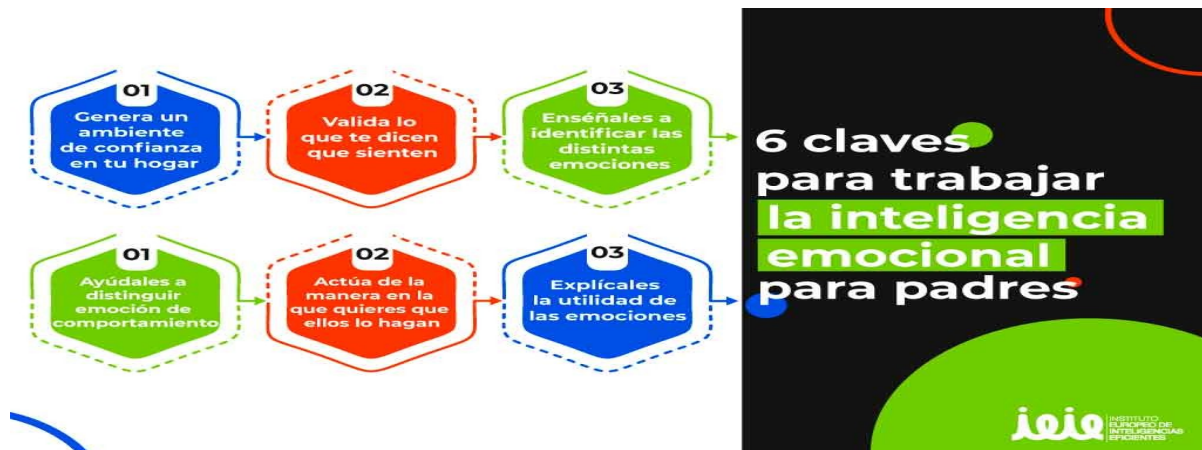 01
Genera un
ambiente
de confianza
en tu hogar
02
Valida lo
que te dicen
que sienten
03
Enséñales a
identificar las
distintas
emociones
01
Ayúdales a
distinguir
emoción de
comportamiento
02
Actúa de la
manera en la
que quieres que
ellos lo hagan
03
Explícales
la utilidad de
las emociones
6 claves
para trabajar
la inteligencia
emocional
para padres
ieie
INSTITUTO
EUROPEO DE
INTELIGENCIAS
EFICIENTES